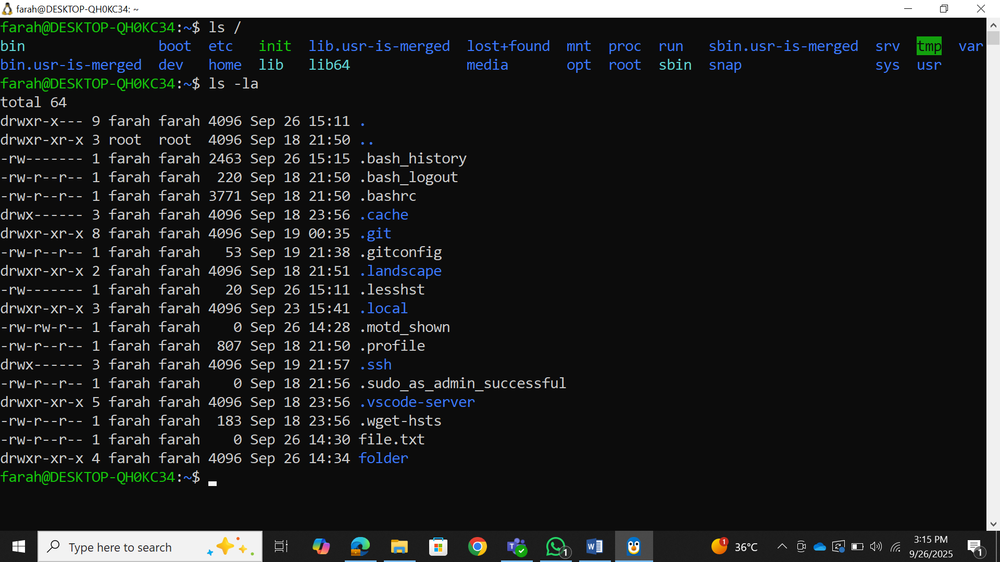 farah@DESKTOP-QH0KC34: ~
farah@DESKTOP-QH0KC34:~$ ls /
bin                boot  etc   init  lib.usr-is-merged  lost+found  mnt  proc  run   sbin.usr-is-merged  srv  tmp  var
bin.usr-is-merged  dev   home  lib   lib64              media       opt  root  sbin  snap                sys  usr
farah@DESKTOP-QH0KC34:~$ ls -la
total 64
drwxr-x--- 9 farah farah 4096 Sep 26 15:11 .
drwxr-xr-x 3 root  root  4096 Sep 18 21:50 ..
-rw------- 1 farah farah 2463 Sep 26 15:15 .bash_history
-rw-r--r-- 1 farah farah  220 Sep 18 21:50 .bash_logout
-rw-r--r-- 1 farah farah 3771 Sep 18 21:50 .bashrc
drwx------ 3 farah farah 4096 Sep 18 23:56 .cache
drwxr-xr-x 8 farah farah 4096 Sep 19 00:35 .git
-rw-r--r-- 1 farah farah   53 Sep 19 21:38 .gitconfig
drwxr-xr-x 2 farah farah 4096 Sep 18 21:51 .landscape
-rw------- 1 farah farah   20 Sep 26 15:11 .lesshst
drwxr-xr-x 3 farah farah 4096 Sep 23 15:41 .local
-rw-rw-r-- 1 farah farah    0 Sep 26 14:28 .motd_shown
-rw-r--r-- 1 farah farah  807 Sep 18 21:50 .profile
drwx------ 3 farah farah 4096 Sep 19 21:57 .ssh
-rw-r--r-- 1 farah farah    0 Sep 18 21:56 .sudo_as_admin_successful
drwxr-xr-x 5 farah farah 4096 Sep 18 23:56 .vscode-server
-rw-r--r-- 1 farah farah  183 Sep 18 23:56 .wget-hsts
-rw-r--r-- 1 farah farah    0 Sep 26 14:30 file.txt
drwxr-xr-x 4 farah farah 4096 Sep 26 14:34 folder
farah@DESKTOP-QH0KC34:~$
Type here to search
1
W
1
36°C
3:15 PM
9/26/2025
1